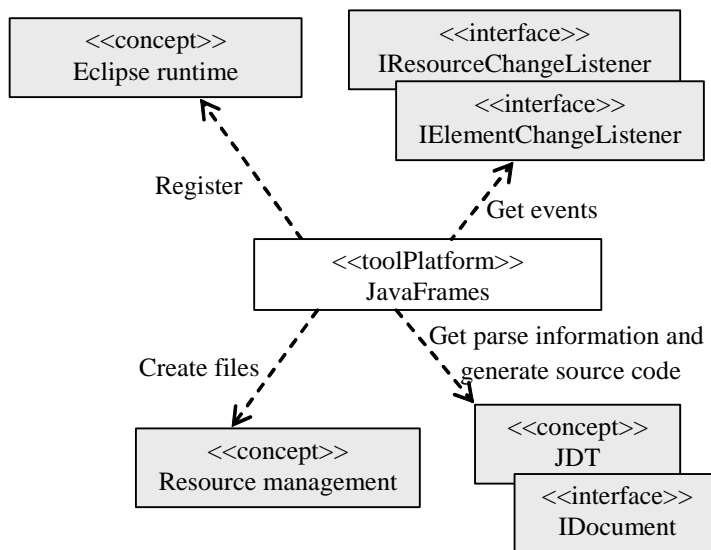 <<concept>>
Eclipse runtime
<<interface>>
IResourceChangeListener
<<interface>>
IElementChangeListener
Register
Get events
<<toolPlatform>>
JavaFrames
Create files
Get parse information and
generate source code
<<concept>>
Resource management
<<concept>>
JDT
<<interface>>
IDocument